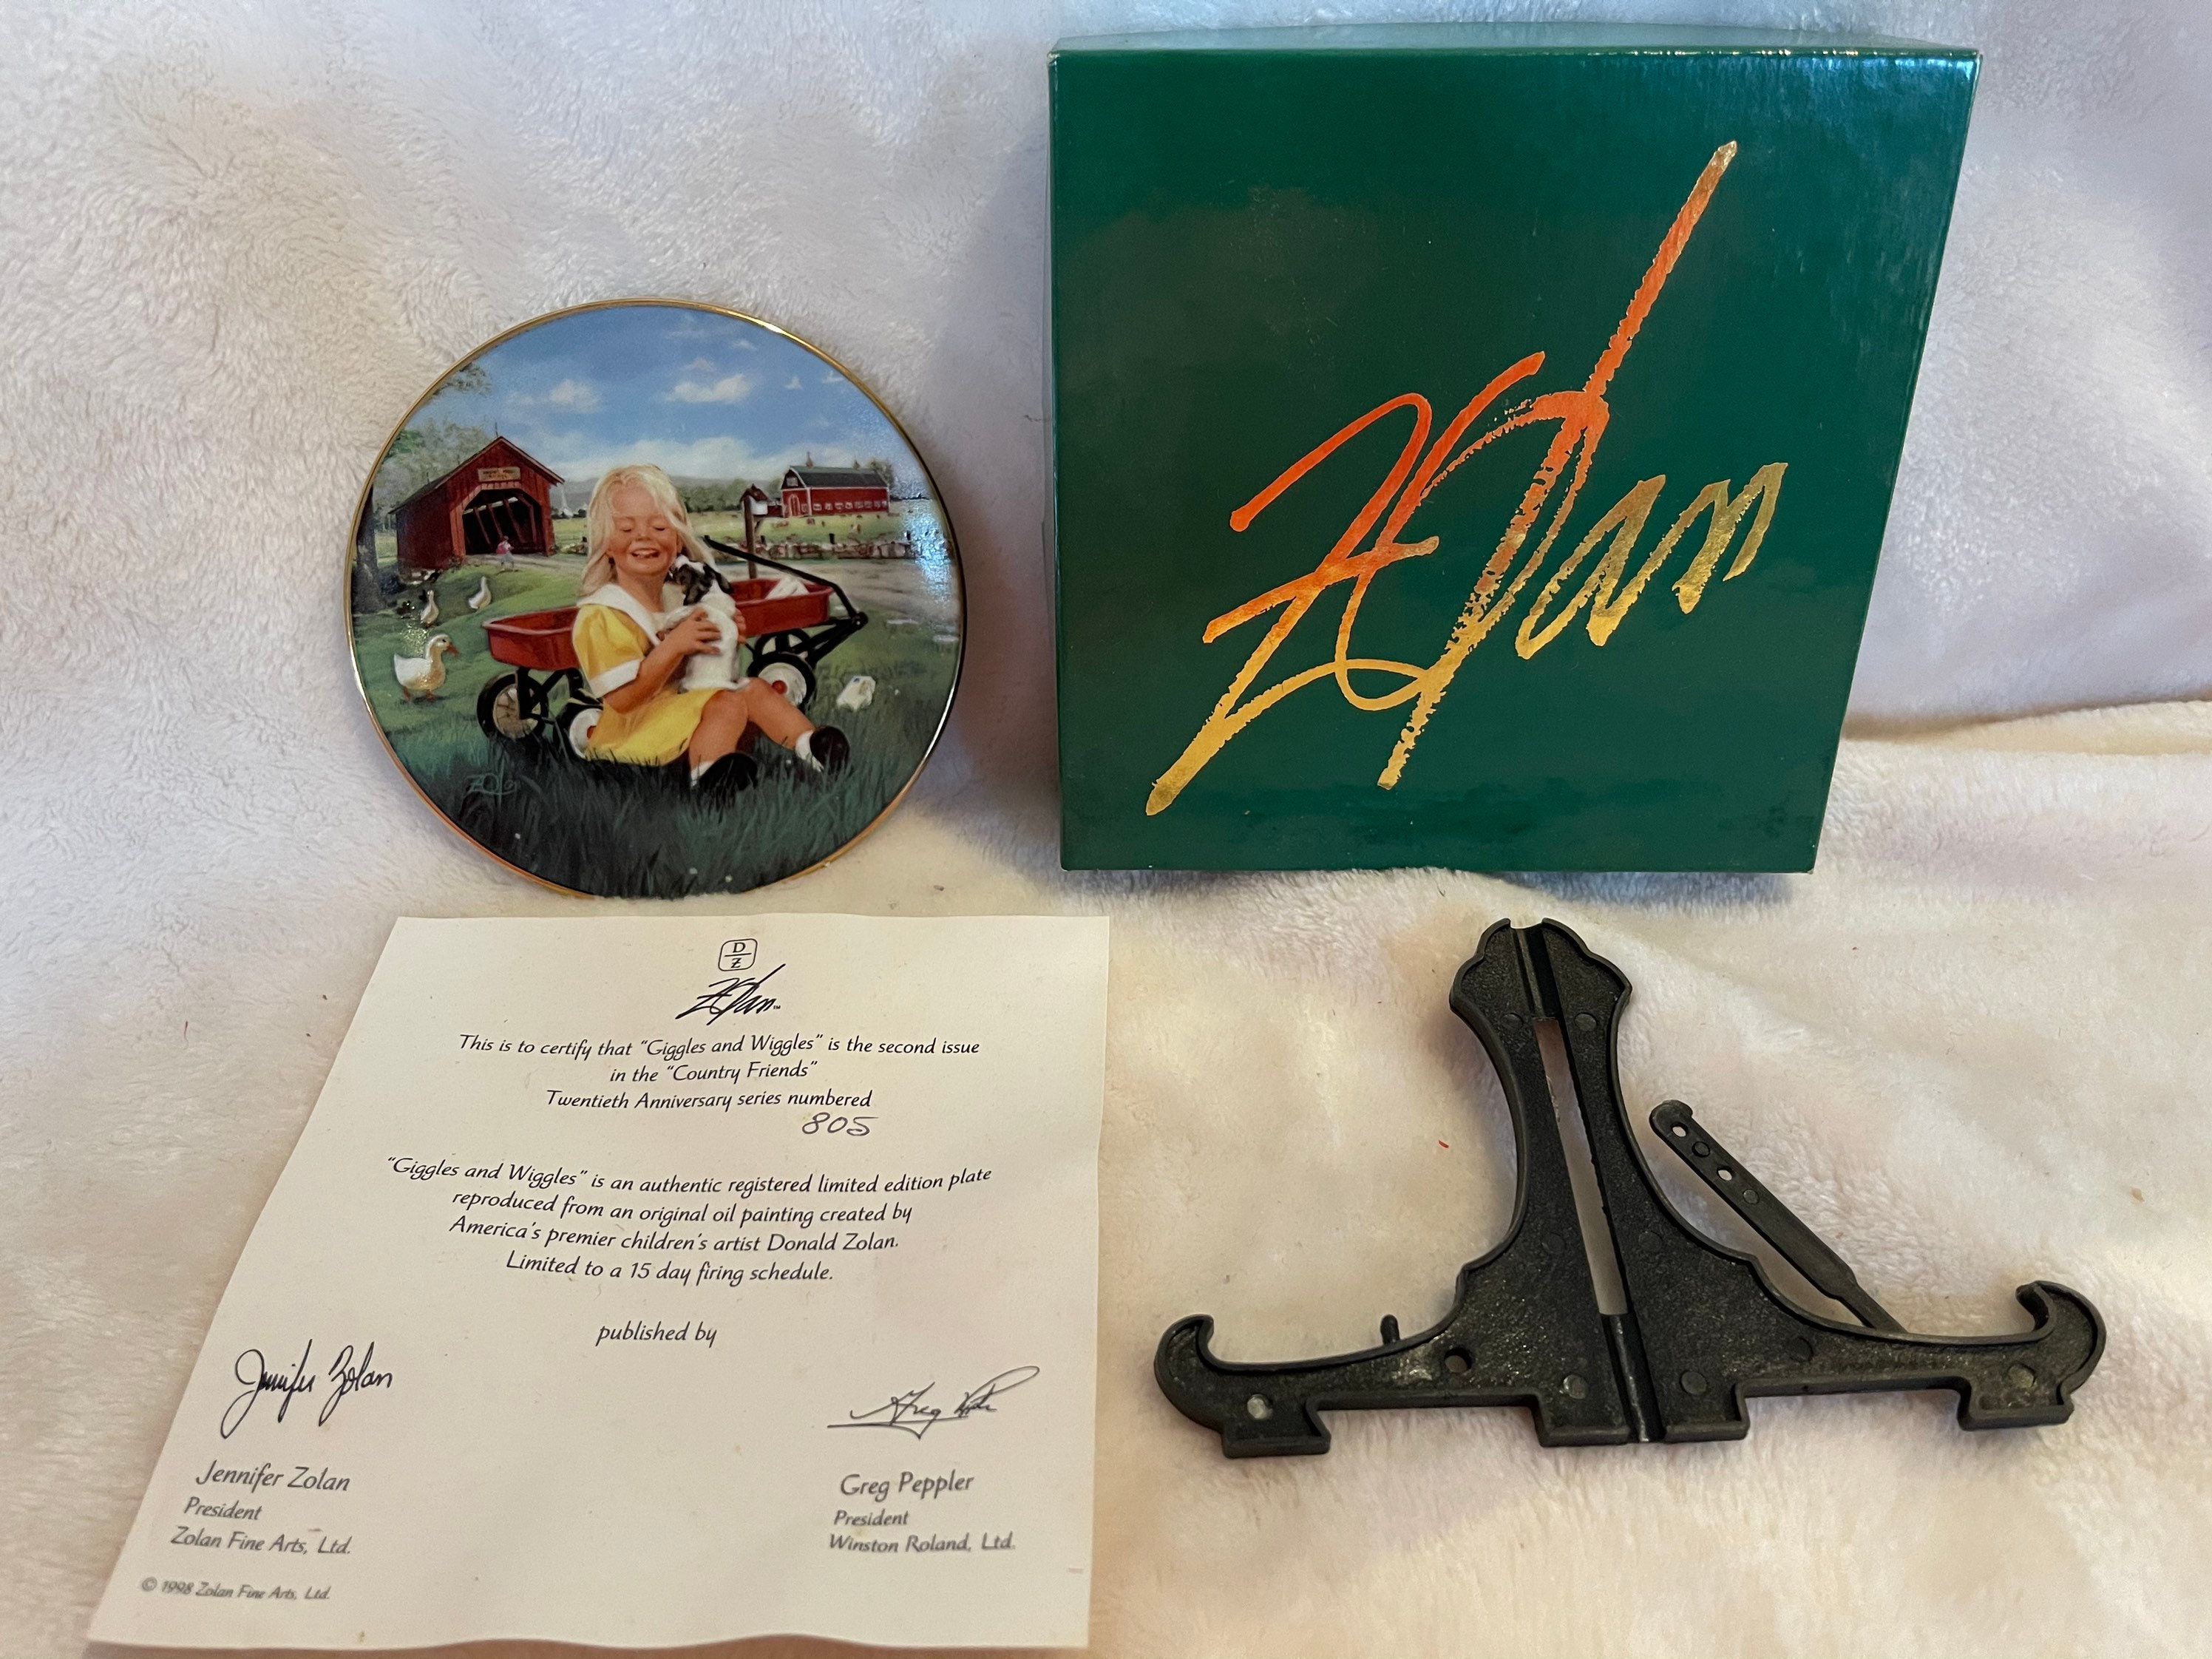 ZOlan
Zolan
D
Z
Zolan™
This is to certify that "Giggles and Wiggles" is the second issue
in the "Country Friends"
Twentieth Anniversary series numbered
805
"Giggles and Wiggles" is an authentic registered limited edition plate
reproduced from an original oil painting created by
America's premier children's artist Donald Zolan.
Limited to a 15 day firing schedule.
published by
Jennifer Zolan
Jennifer Zolan
President
Zolan Fine Arts, Ltd.
© 1998 Zolan Fine Arts, Ltd.
Greg Peppler
President
Winston Roland, Ltd.